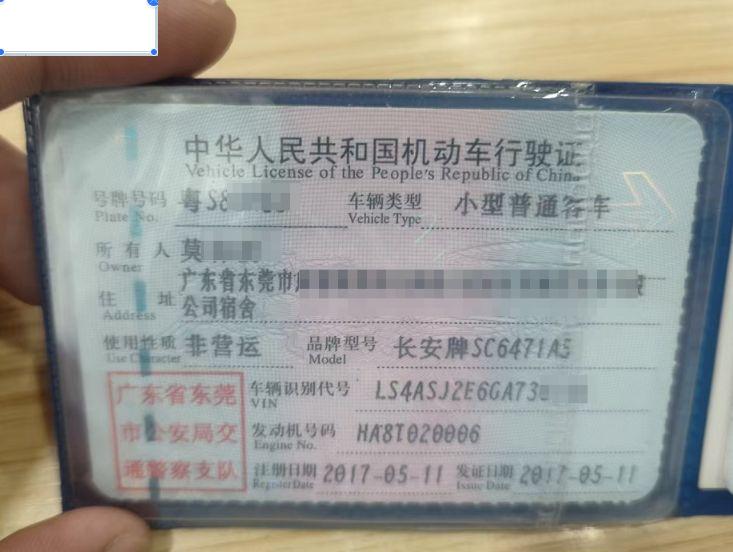 中华人民共和国机动车行驶证
Vehicle License of the People's Republic of China
号牌号码 粤S8 车辆类型 小型普通客车
Plate No. Vehicle Type
所有人 莫
Owner
住址 广东省东莞市
公司宿舍
Address
使用性质 非营运 品牌型号 长安牌SC6471A5
Use Character Model
广东省东莞
市公安局交
通警察支队
车辆识别代号 LS4ASJ2E6GA73
VIN
发动机号码 HA8T020006
Engine No.
注册日期 2017-05-11 发证日期 2017-05-11
Register Date Issue Date